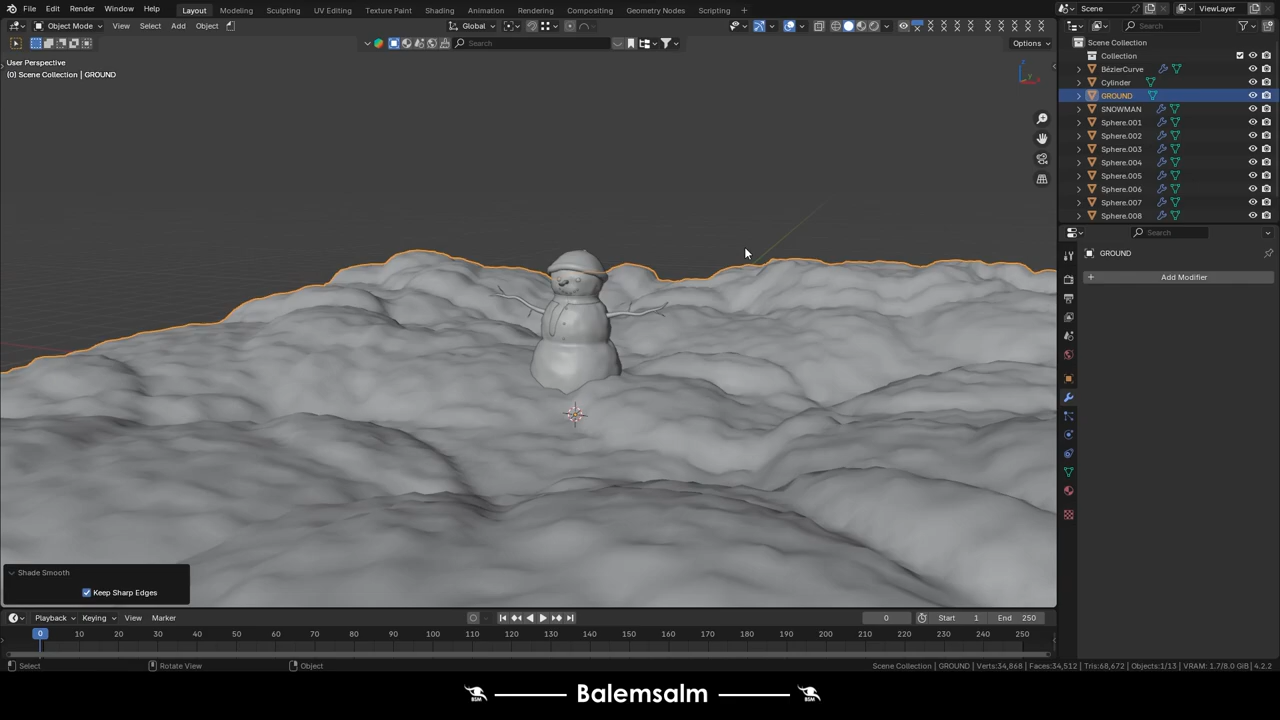 File Edit Render Window Help Layout Modeling Sculpting UV Editing Texture Paint Shading Animation Rendering Compositing Geometry Nodes Scripting Scene ViewLayer
Object Mode View Select Add Object Global Search
Search Options
User Perspective
(0) Scene Collection | GROUND
Scene Collection
Collection
BézierCurve
Cylinder
GROUND
SNOWMAN
Sphere.001
Sphere.002
Sphere.003
Sphere.004
Sphere.005
Sphere.006
Sphere.007
Sphere.008
Search
GROUND
Add Modifier
Shade Smooth
Keep Sharp Edges
Playback Keying View Marker 0 Start 1 End 250
0 10 20 30 40 50 60 70 80 90 100 110 120 130 140 150 160 170 180 190 200 210 220 230 240 250
Select Rotate View Object Scene Collection | GROUND | Verts:34,868 | Faces:34,512 | Tris:68,672 | Objects:1/13 | VRAM: 1.7/8.0 GiB | 4.2.2
BSM Balemsalm BSM